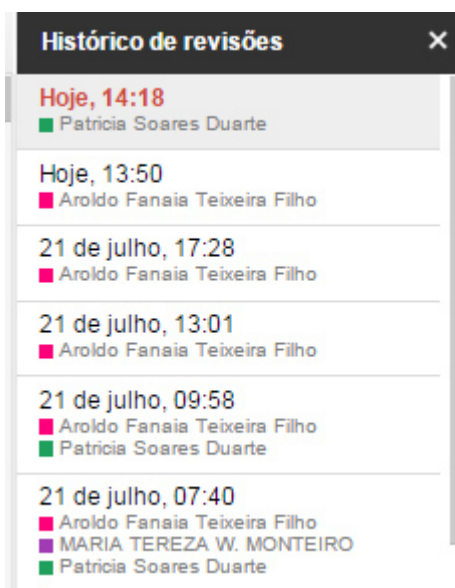 Histórico de revisões
Hoje, 14:18
Patricia Soares Duarte
Hoje, 13:50
Aroldo Fanaia Teixeira Filho
21 de julho, 17:28
Aroldo Fanaia Teixeira Filho
21 de julho, 13:01
Aroldo Fanaia Teixeira Filho
21 de julho, 09:58
Aroldo Fanaia Teixeira Filho
Patricia Soares Duarte
21 de julho, 07:40
Aroldo Fanaia Teixeira Filho
MARIA TEREZA W. MONTEIRO
Patricia Soares Duarte